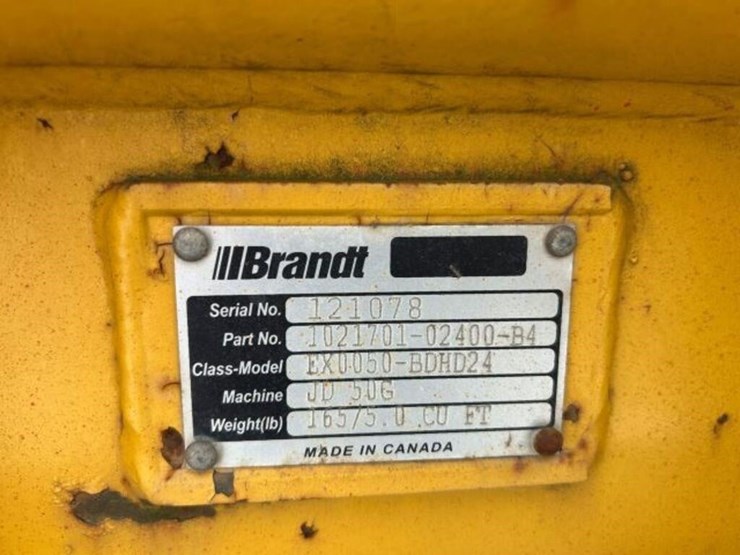 Brandt
Serial No. 121078
Part No. 1021701-02400-B4
Class-Model EX0050-BDHD24
Machine JD 50G
Weight(lb) 165/5.0 CU FT
MADE IN CANADA